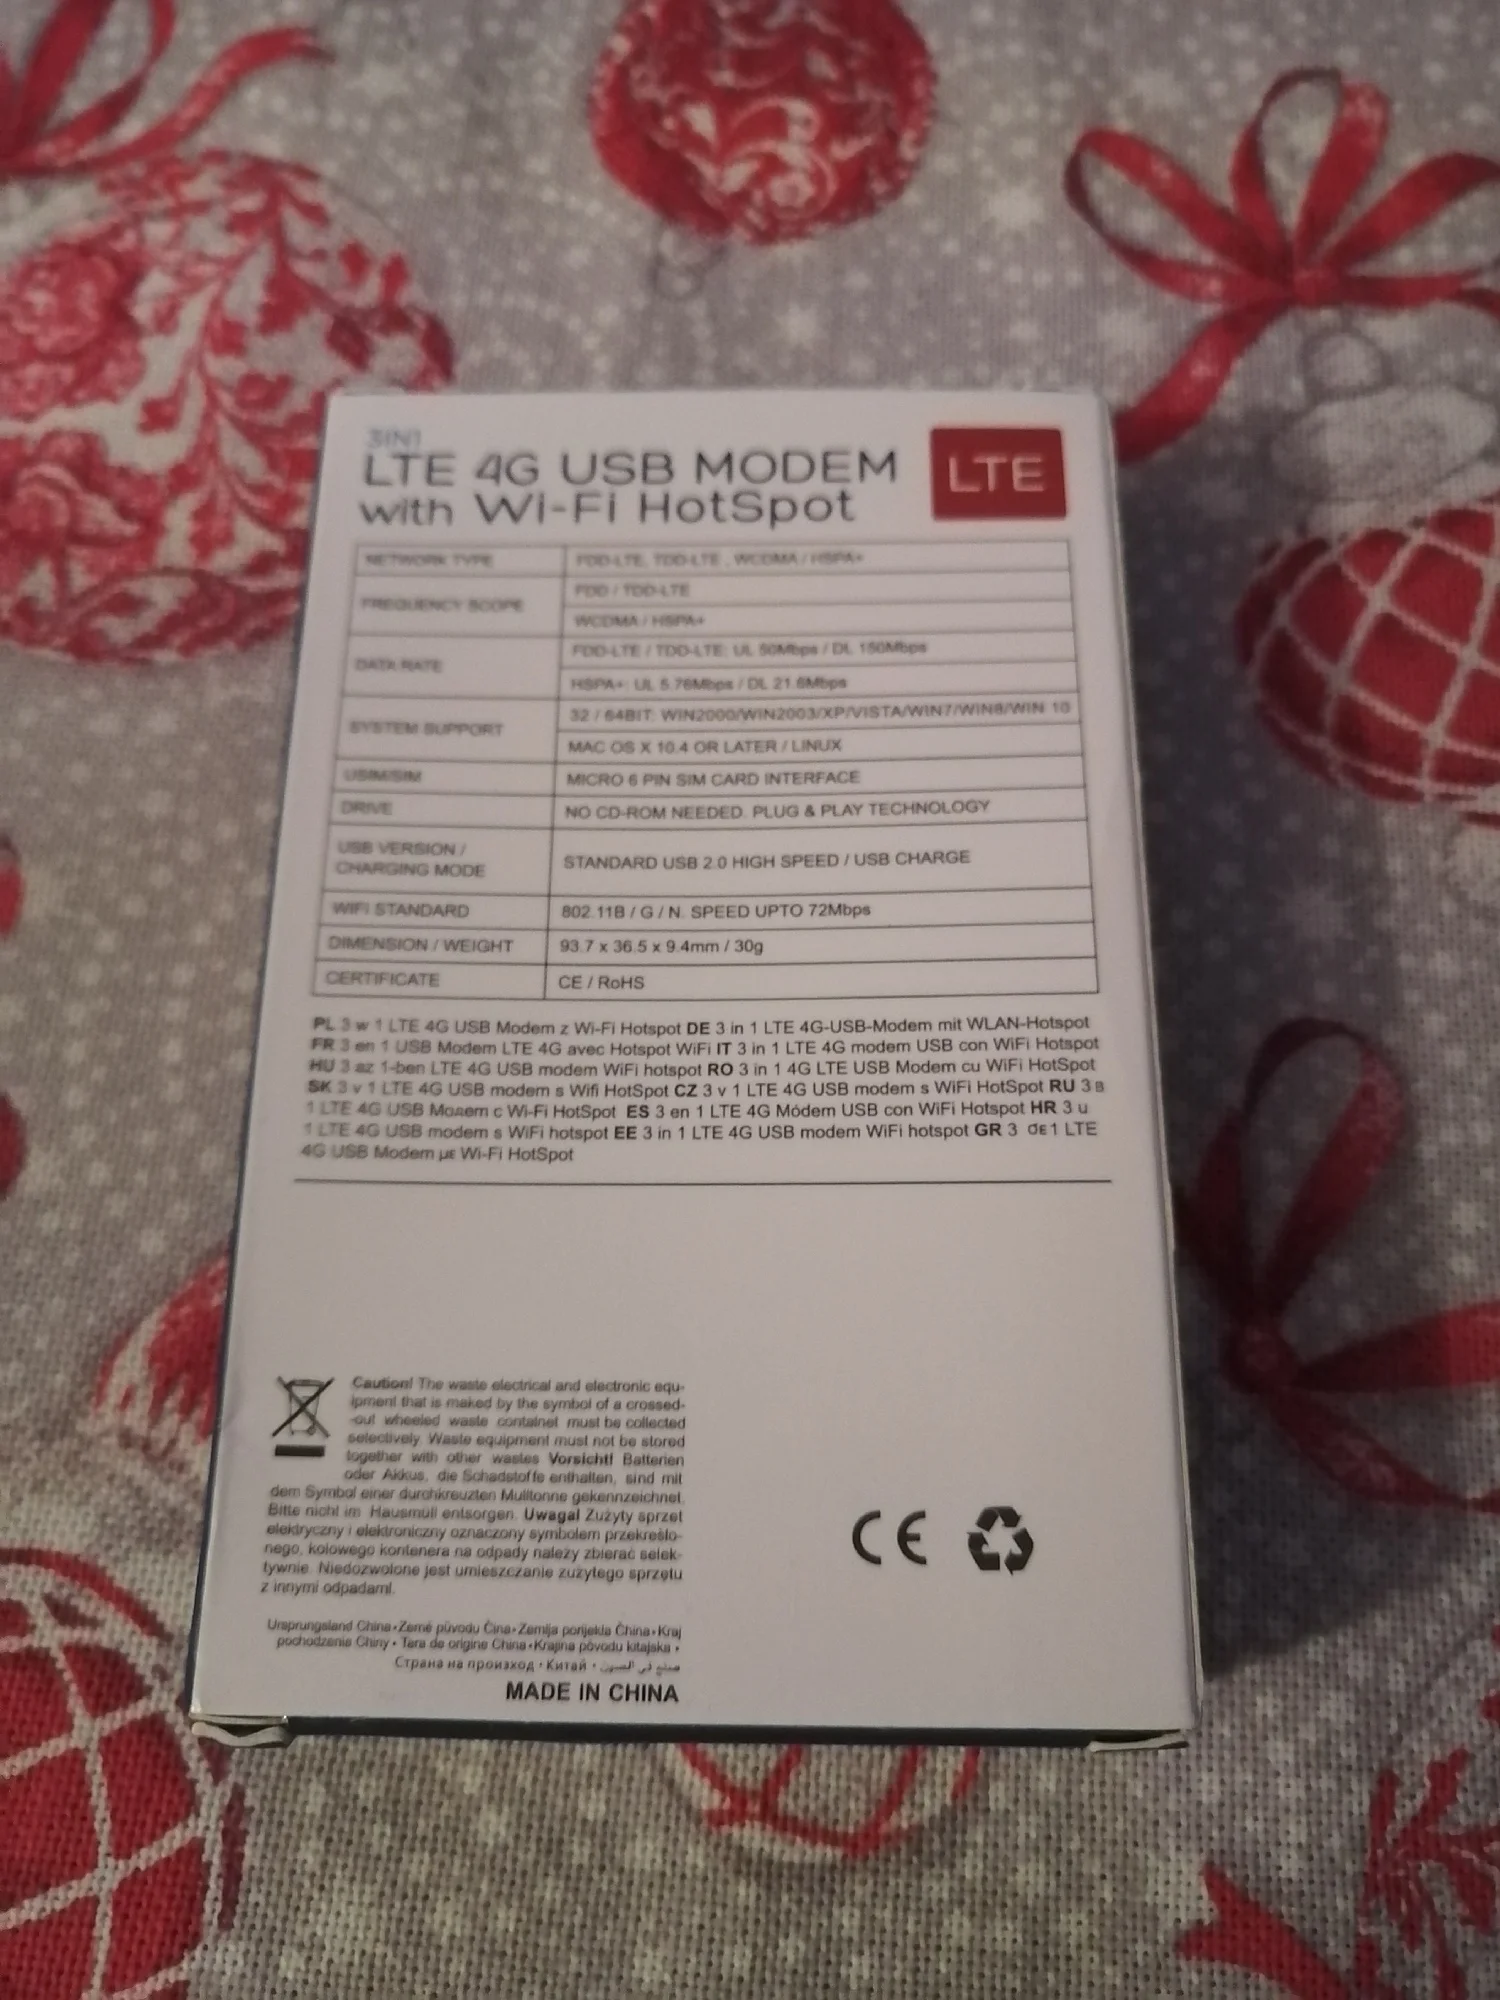 3IN1
LTE 4G USB MODEM
with Wi-Fi HotSpot
LTE
NETWORK TYPE FDD-LTE, TDD-LTE , WCDMA / HSPA+
FREQUENCY SCOPE FDD / TDD-LTE
WCDMA / HSPA+
DATA RATE FDD-LTE / TDD-LTE: UL 50Mbps / DL 150Mbps
HSPA+: UL 5.76Mbps / DL 21.6Mbps
SYSTEM SUPPORT 32 / 64BIT: WIN2000/WIN2003/XP/VISTA/WIN7/WIN8/WIN 10
MAC OS X 10.4 OR LATER / LINUX
USIM/SIM MICRO 6 PIN SIM CARD INTERFACE
DRIVE NO CD-ROM NEEDED. PLUG & PLAY TECHNOLOGY
USB VERSION /
CHARGING MODE STANDARD USB 2.0 HIGH SPEED / USB CHARGE
WIFI STANDARD 802.11B / G / N. SPEED UPTO 72Mbps
DIMENSION / WEIGHT 93.7 x 36.5 x 9.4mm / 30g
CERTIFICATE CE / RoHS
PL 3 w 1 LTE 4G USB Modem z Wi-Fi Hotspot DE 3 in 1 LTE 4G-USB-Modem mit WLAN-Hotspot
FR 3 en 1 USB Modem LTE 4G avec Hotspot WiFi IT 3 in 1 LTE 4G modem USB con WiFi Hotspot
HU 3 az 1-ben LTE 4G USB modem WiFi hotspot RO 3 in 1 4G LTE USB Modem cu WiFi HotSpot
SK 3 v 1 LTE 4G USB modem s Wifi HotSpot CZ 3 v 1 LTE 4G USB modem s WiFi HotSpot RU 3 в
1 LTE 4G USB Модем с Wi-Fi HotSpot ES 3 en 1 LTE 4G Módem USB con WiFi Hotspot HR 3 u
1 LTE 4G USB modem s WiFi hotspot EE 3 in 1 LTE 4G USB modem WiFi hotspot GR 3 σε1 LTE
4G USB Modem με Wi-Fi HotSpot
Caution! The waste electrical and electronic equ-
ipment that is maked by the symbol of a crossed-
-out wheeled waste containet must be collected
selectively. Waste equipment must not be stored
together with other wastes Vorsicht! Batterien
oder Akkus, die Schadstoffe enthalten, sind mit
dem Symbol einer durchkreuzten Mülltonne gekennzeichnet.
Bitte nicht im Hausmüll entsorgen. Uwaga! Zużyty sprzęt
elektryczny i elektroniczny oznaczony symbolem przekreślo-
nego, kołowego kontenera na odpady należy zbierać selek-
tywnie. Niedozwolone jest umieszczanie zużytego sprzętu
z innymi odpadami.
Ursprungsland China•Země původu Čína•Zemlja porijekla China•Kraj
pochodzenia Chiny • Țara de origine China•Krajina pôvodu kitajska •
Страна на произход • Китай • صنع في الصين
MADE IN CHINA
CE